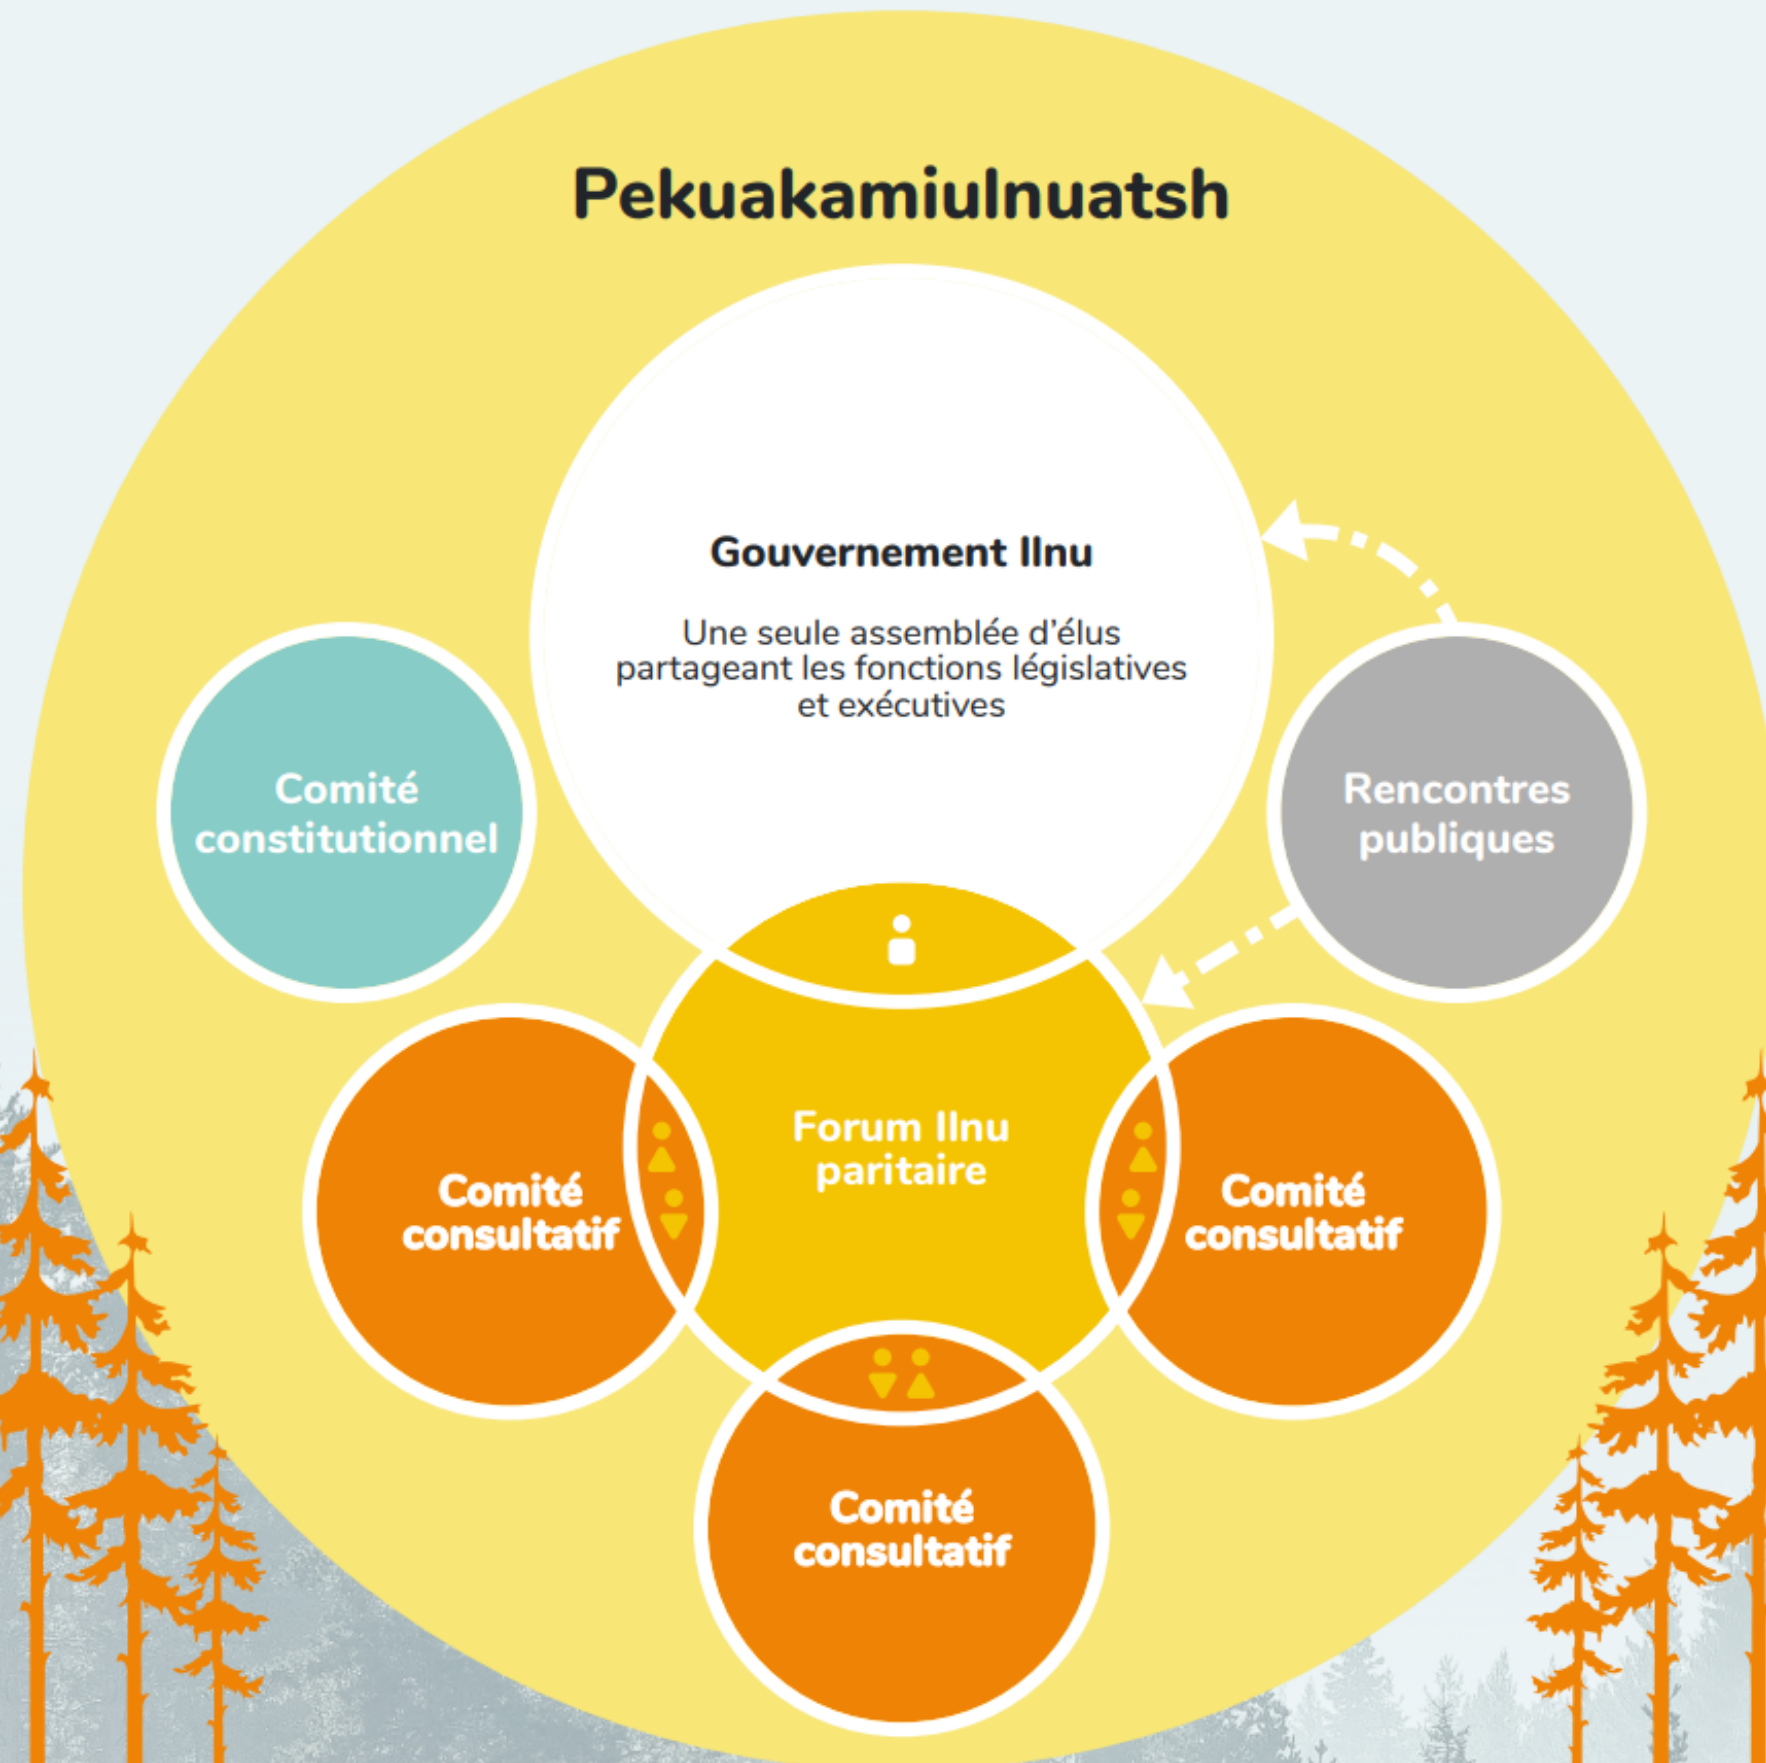 Pekuakamiulnuatsh
Gouvernement Ilnu
Une seule assemblée d'élus
partageant les fonctions législatives
et exécutives
Comité
constitutionnel
Rencontres
publiques
Forum Ilnu
paritaire
Comité
consultatif
Comité
consultatif
Comité
consultatif